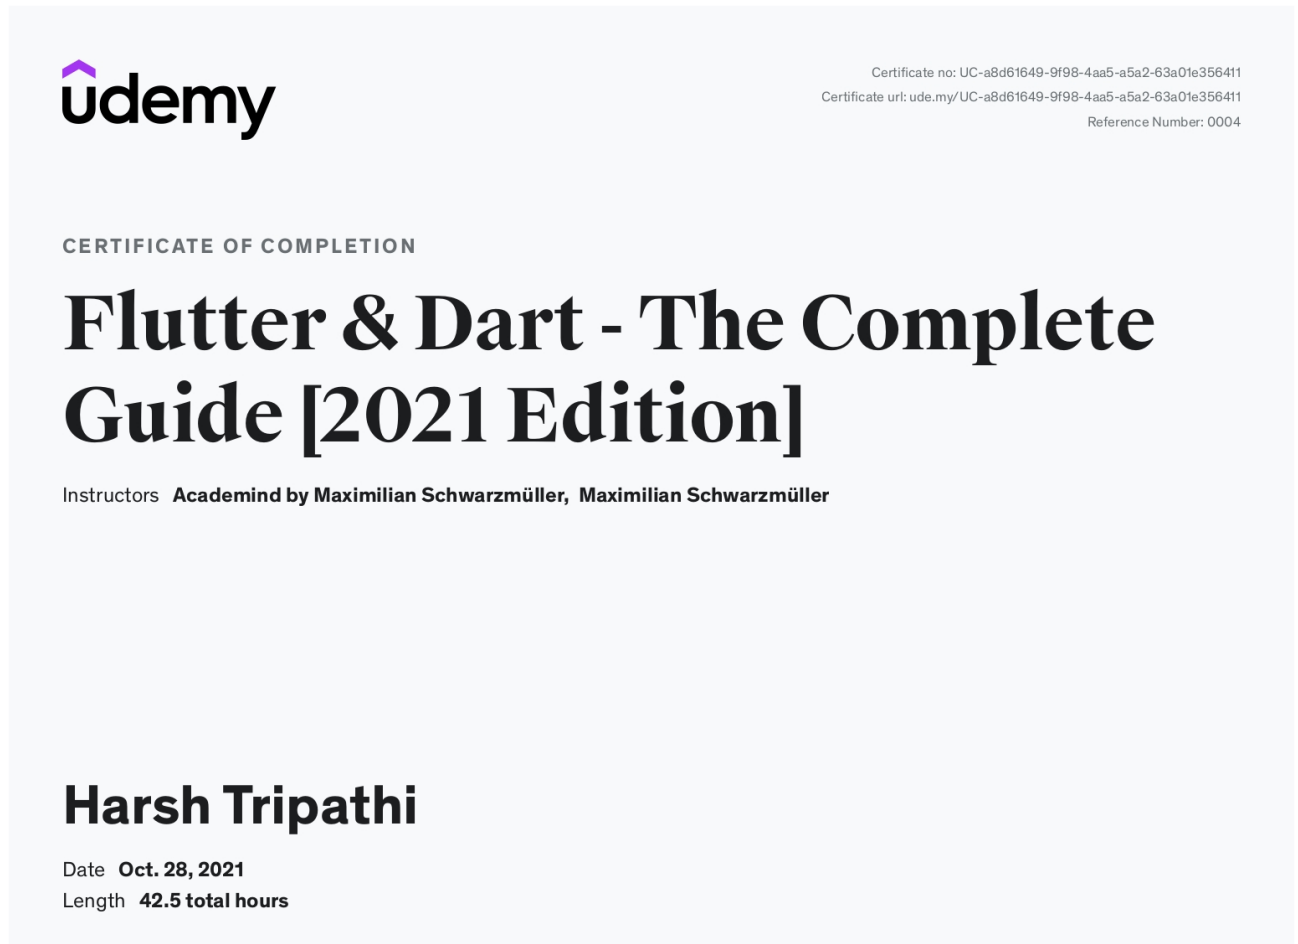 udemy
Certificate no: UC-a8d61649-9f98-4aa5-a5a2-63a01e356411
Certificate url: ude.my/UC-a8d61649-9f98-4aa5-a5a2-63a01e356411
Reference Number: 0004
CERTIFICATE OF COMPLETION
Flutter & Dart - The Complete
Guide [2021 Edition]
Instructors Academind by Maximilian Schwarzmüller, Maximilian Schwarzmüller
Harsh Tripathi
Date Oct. 28, 2021
Length 42.5 total hours